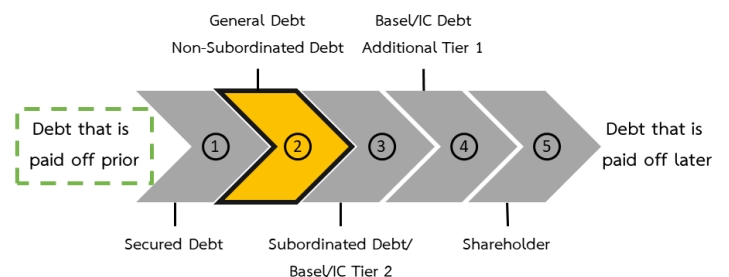 General Debt
Non-Subordinated Debt
Basel/IC Debt
Additional Tier 1
Debt that is
paid off prior
1
2
3
4
5
Debt that is
paid off later
Secured Debt
Subordinated Debt/
Basel/IC Tier 2
Shareholder